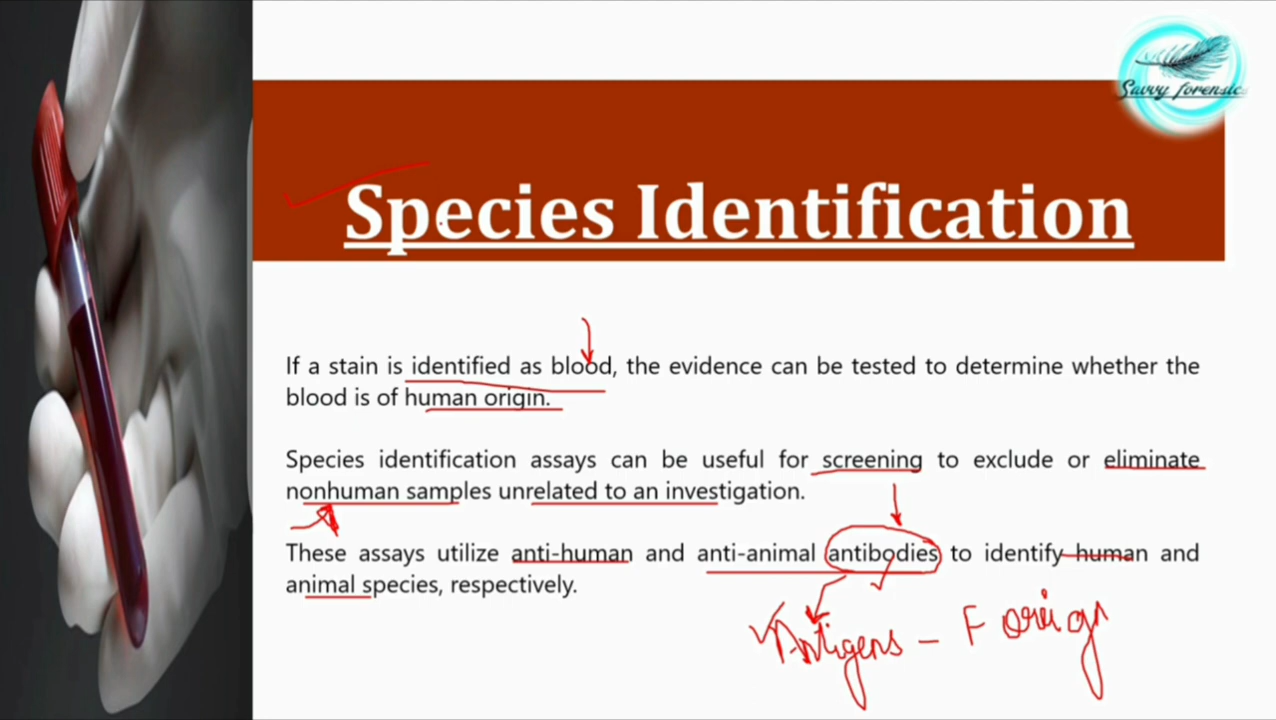 Savvy forensics
Species Identification
If a stain is identified as blood, the evidence can be tested to determine whether the
blood is of human origin.
Species identification assays can be useful for screening to exclude or eliminate
nonhuman samples unrelated to an investigation.
These assays utilize anti-human and anti-animal antibodies to identify human and
animal species, respectively.
Antigens - Foreign